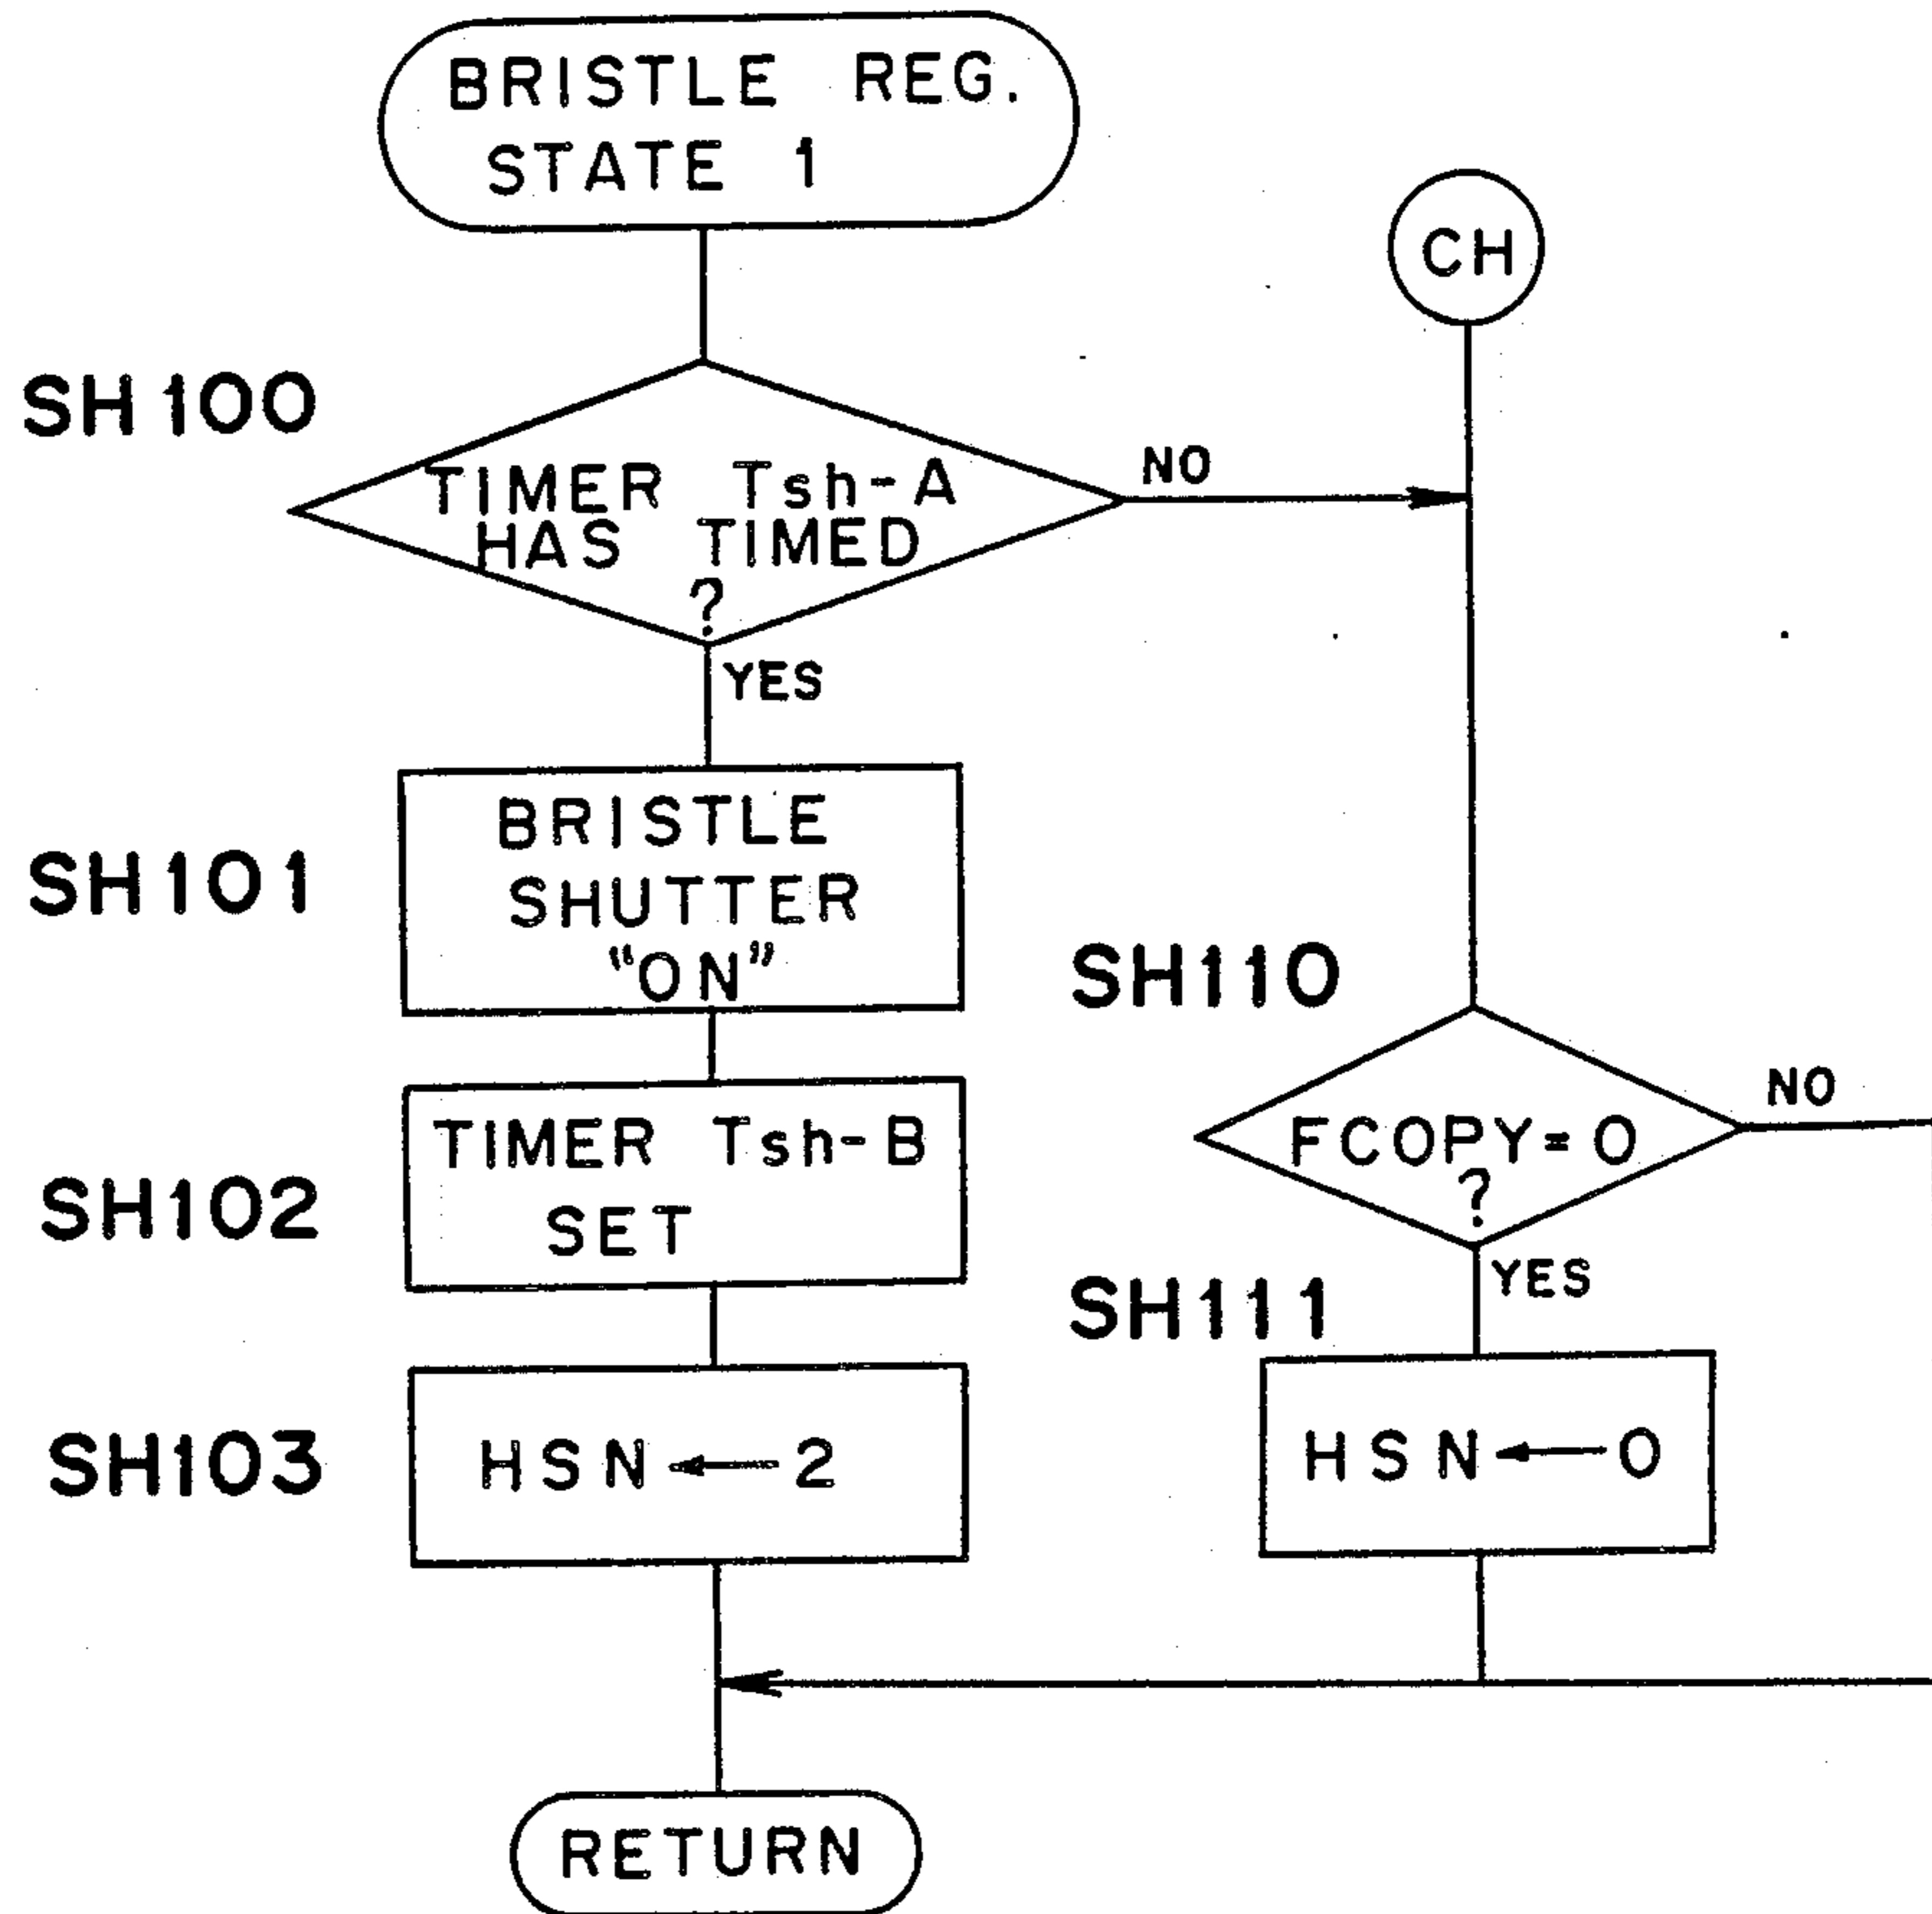 BRISTLE REG.
STATE 1
CH
SH100
TIMER Tsh-A
HAS TIMED
?
NO
YES
SH101
BRISTLE
SHUTTER
"ON"
SH102
TIMER Tsh-B
SET
SH103
HSN ← 2
SH110
FCOPY=0
?
NO
YES
SH111
HSN ← 0
RETURN